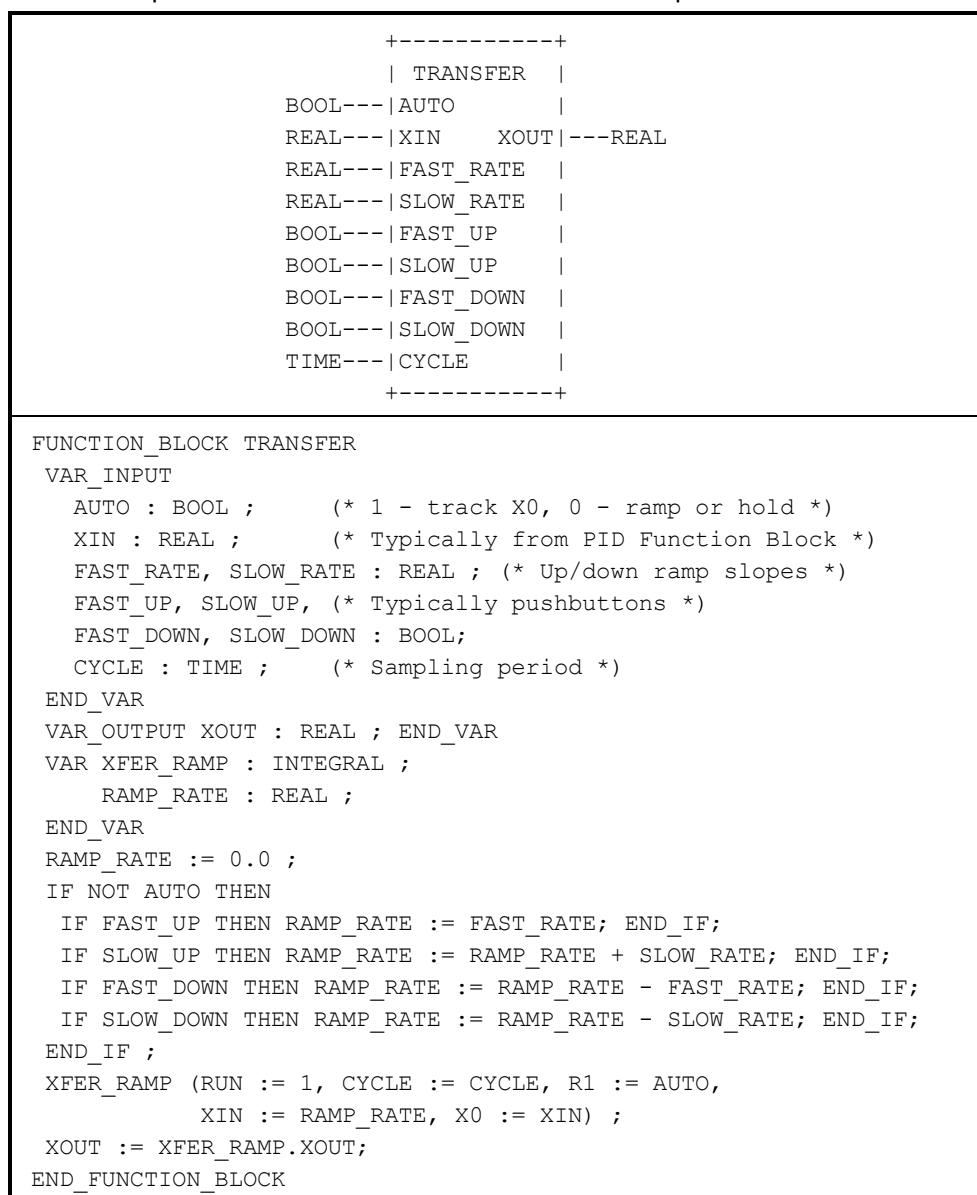 +-----------+
| TRANSFER  |
BOOL---|AUTO       |
REAL---|XIN    XOUT|---REAL
REAL---|FAST_RATE  |
REAL---|SLOW_RATE  |
BOOL---|FAST_UP    |
BOOL---|SLOW_UP    |
BOOL---|FAST_DOWN  |
BOOL---|SLOW_DOWN  |
TIME---|CYCLE      |
+-----------+
FUNCTION_BLOCK TRANSFER
VAR_INPUT
AUTO : BOOL ;     (* 1 - track X0, 0 - ramp or hold *)
XIN : REAL ;      (* Typically from PID Function Block *)
FAST_RATE, SLOW_RATE : REAL ; (* Up/down ramp slopes *)
FAST_UP, SLOW_UP, (* Typically pushbuttons *)
FAST_DOWN, SLOW_DOWN : BOOL;
CYCLE : TIME ;    (* Sampling period *)
END_VAR
VAR_OUTPUT XOUT : REAL ; END_VAR
VAR XFER_RAMP : INTEGRAL ;
RAMP_RATE : REAL ;
END_VAR
RAMP_RATE := 0.0 ;
IF NOT AUTO THEN
IF FAST_UP THEN RAMP_RATE := FAST_RATE; END_IF;
IF SLOW_UP THEN RAMP_RATE := RAMP_RATE + SLOW_RATE; END_IF;
IF FAST_DOWN THEN RAMP_RATE := RAMP_RATE - FAST_RATE; END_IF;
IF SLOW_DOWN THEN RAMP_RATE := RAMP_RATE - SLOW_RATE; END_IF;
END_IF ;
XFER_RAMP (RUN := 1, CYCLE := CYCLE, R1 := AUTO,
XIN := RAMP_RATE, X0 := XIN) ;
XOUT := XFER_RAMP.XOUT;
END_FUNCTION_BLOCK